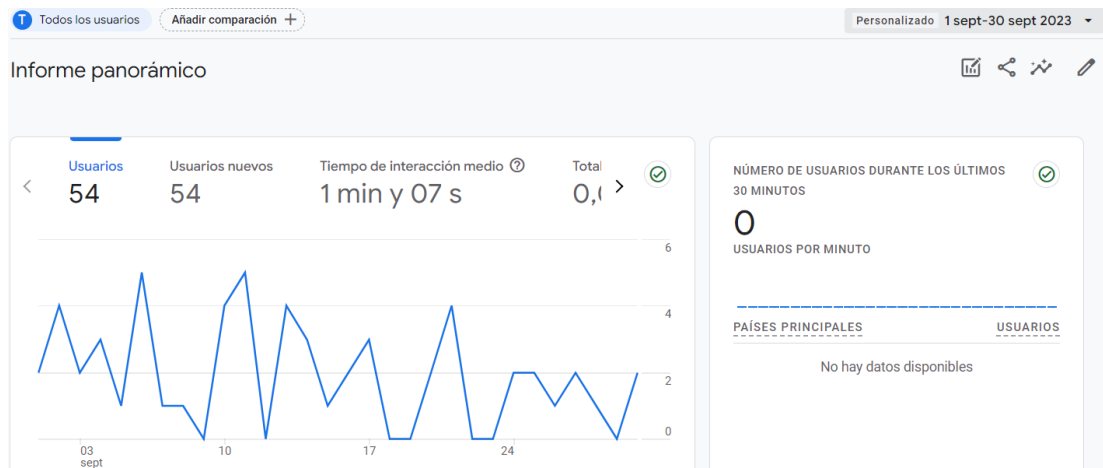 T Todos los usuarios Añadir comparación + Personalizado 1 sept-30 sept 2023
Informe panorámico
Usuarios Usuarios nuevos Tiempo de interacción medio Total
54 54 1 min y 07 s 0,
6
4
2
0
03 10 17 24
sept
NÚMERO DE USUARIOS DURANTE LOS ÚLTIMOS
30 MINUTOS
0
USUARIOS POR MINUTO
PAÍSES PRINCIPALES USUARIOS
No hay datos disponibles